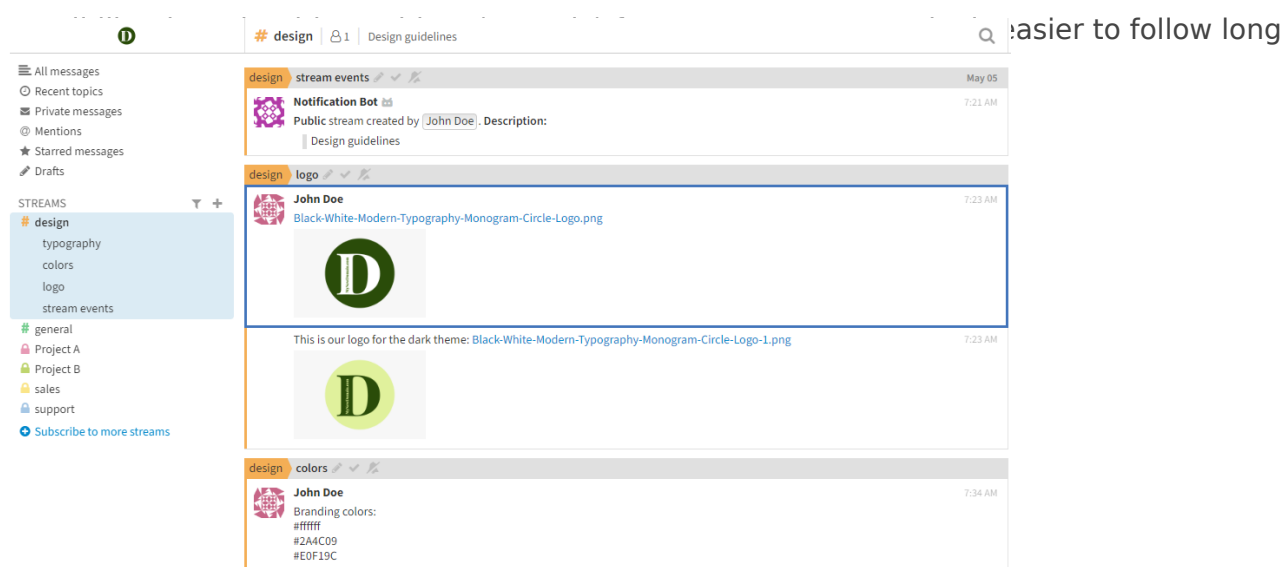 easier to follow long
D
# design 1 Design guidelines
All messages
Recent topics
Private messages
@ Mentions
Starred messages
Drafts
STREAMS
# design
typography
colors
logo
stream events
# general
Project A
Project B
sales
support
Subscribe to more streams
design stream events May 05
Notification Bot 7:21 AM
Public stream created by John Doe . Description:
Design guidelines
design logo
John Doe 7:23 AM
Black-White-Modern-Typography-Monogram-Circle-Logo.png
D
This is our logo for the dark theme: Black-White-Modern-Typography-Monogram-Circle-Logo-1.png 7:23 AM
D
design colors
John Doe 7:34 AM
Branding colors:
#ffffff
#2A4C09
#E0F19C